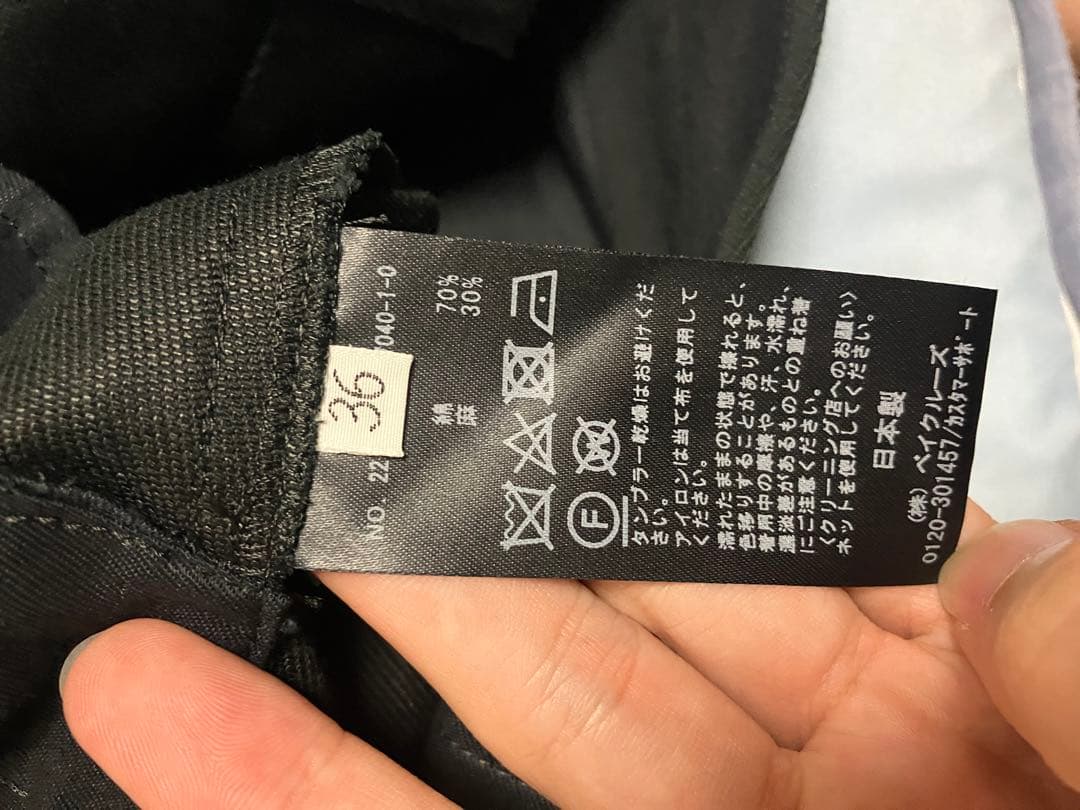 NO. 22 040-1-0
36
綿 70%
麻 30%
F
タンブラー乾燥はお避けくだ
さい。
アイロンは当て布を使用して
ください。
濡れたままの状態で擦れると、
色移りすることがあります。
着用中の摩擦や、汗、水濡れ、
濃淡差があるものとの重ね着
にご注意ください。
〈クリーニング店へのお願い〉
ネットを使用してください。
日本製
(株) ベイクルーズ
0120-301457/カスタマーサポート